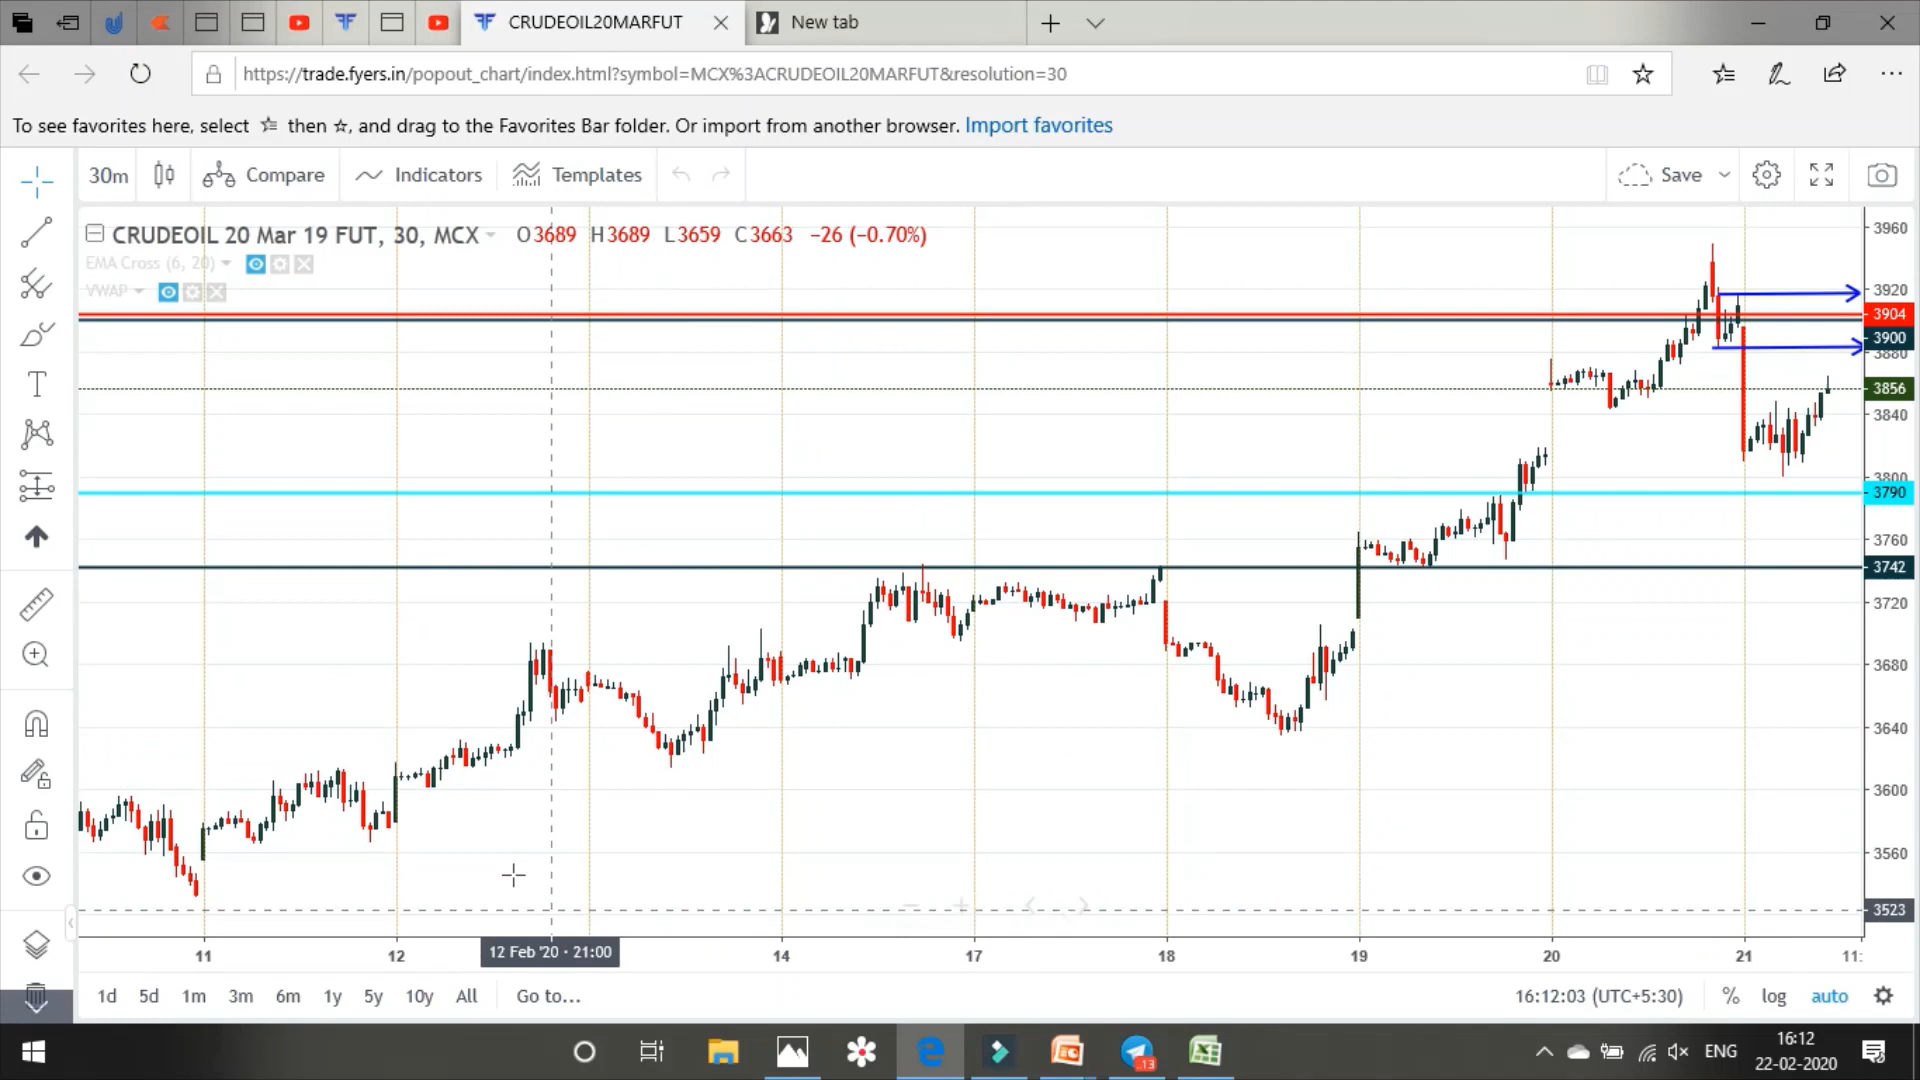 CRUDEOIL20MARFUT
New tab
https://trade.fyers.in/popout_chart/index.html?symbol=MCX%3ACRUDEOIL20MARFUT&resolution=30
To see favorites here, select then , and drag to the Favorites Bar folder. Or import from another browser. Import favorites
30m Compare Indicators Templates Save
CRUDEOIL 20 Mar 19 FUT, 30, MCX O3689 H3689 L3659 C3663 −26 (−0.70%)
EMA Cross (6, 20)
VWAP
3960
3920
3904
3900
3880
3856
3840
3800
3790
3760
3742
3720
3680
3640
3600
3560
3523
11 12 12 Feb '20 · 21:00 14 17 18 19 20 21 11:
1d 5d 1m 3m 6m 1y 5y 10y All Go to... 16:12:03 (UTC+5:30) % log auto
13
ENG
16:12
22-02-2020